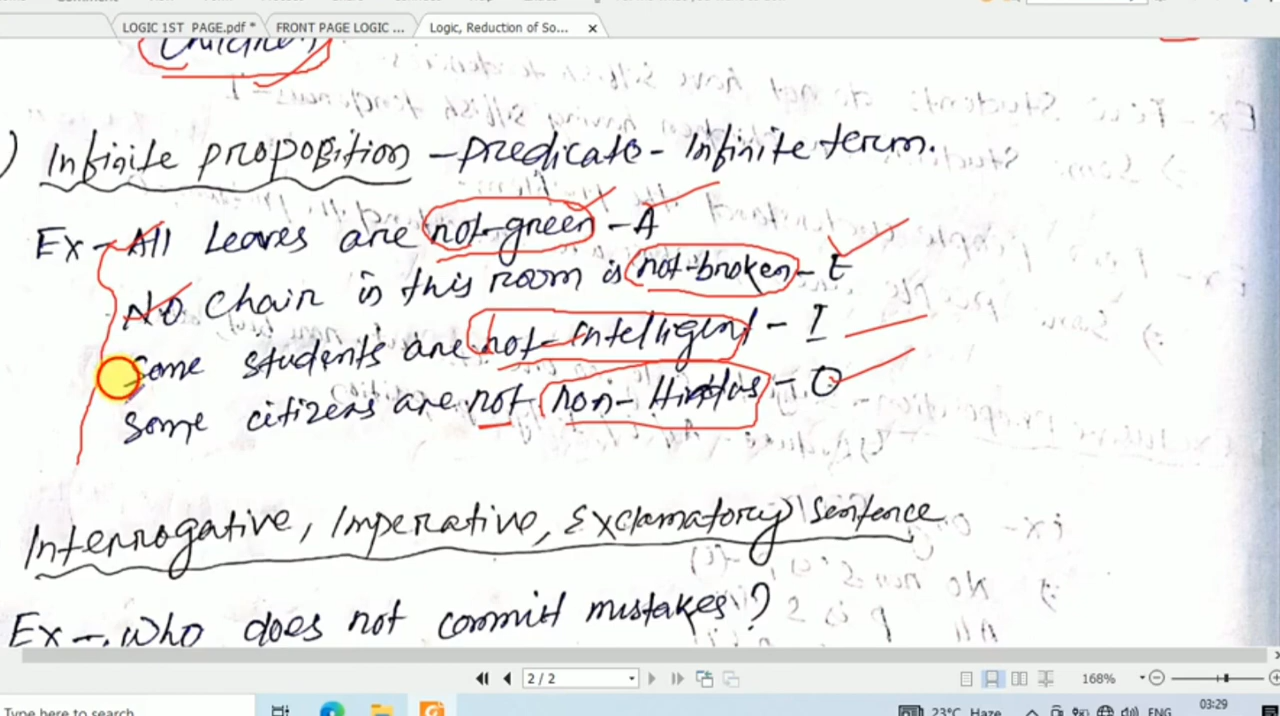 LOGIC 1ST PAGE.pdf *
FRONT PAGE LOGIC ...
Logic, Reduction of So...
Children
) Infinite proposition - predicate - Infinite term.
Ex - All leaves are not-green - A
No chair in this room is not-broken - E
Some students are not-intelligent - I
Some citizens are not non-Hindus - O
Interrogative, Imperative, Exclamatory Sentence
Ex -. Who does not commit mistakes?
2 / 2
168%
Type here to search
23°C Haze
ENG
03:29